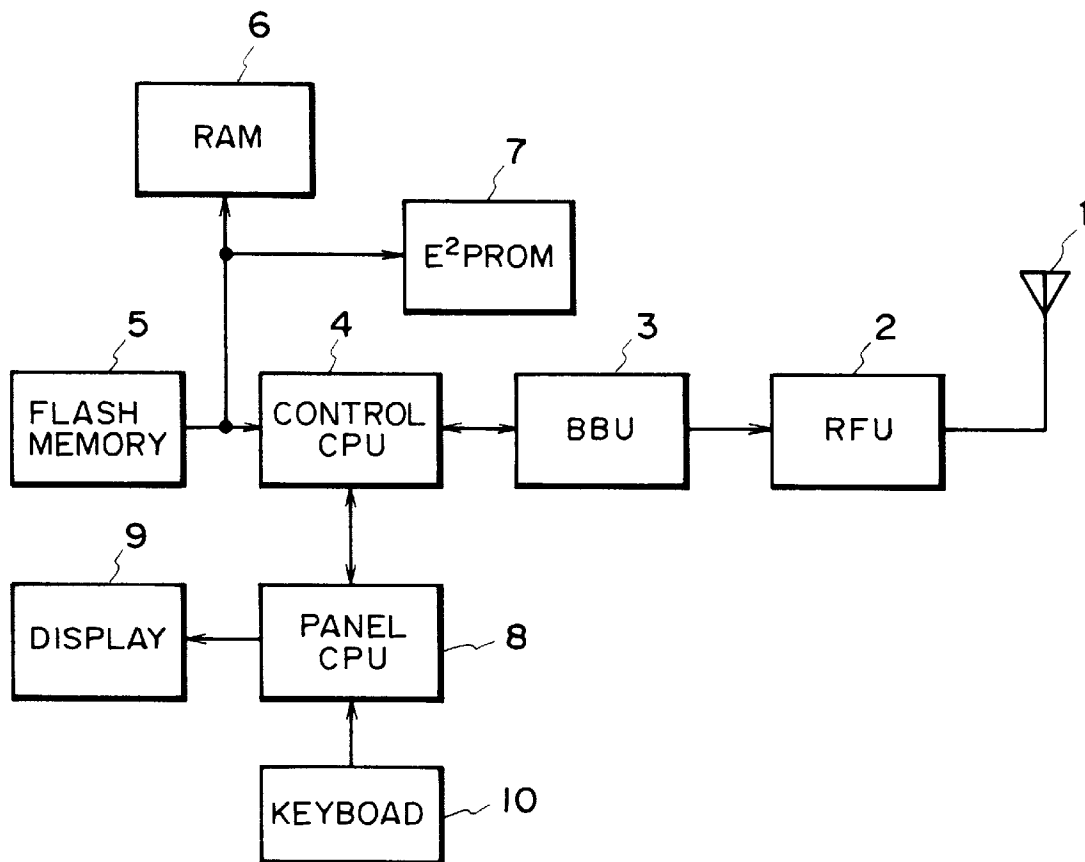 6
RAM
7
E²PROM
1
5
FLASH
MEMORY
4
CONTROL
CPU
3
BBU
2
RFU
9
DISPLAY
PANEL
CPU
8
KEYBOAD
10